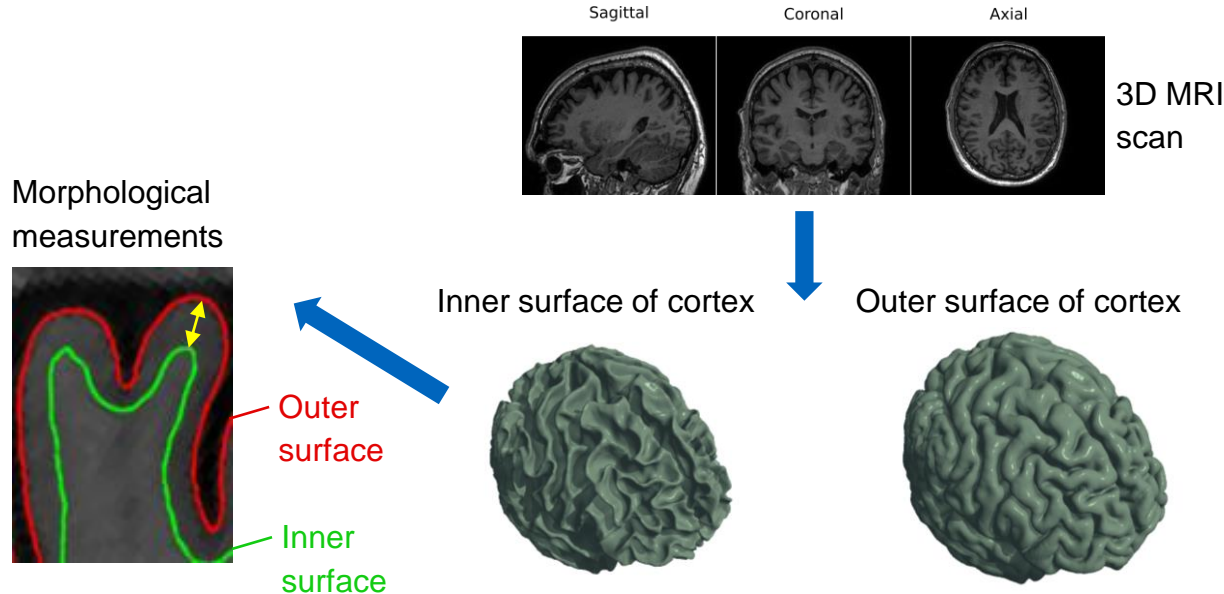 Sagittal
Coronal
Axial
3D MRI
scan
Morphological
measurements
Inner surface of cortex
Outer surface of cortex
Outer
surface
Inner
surface